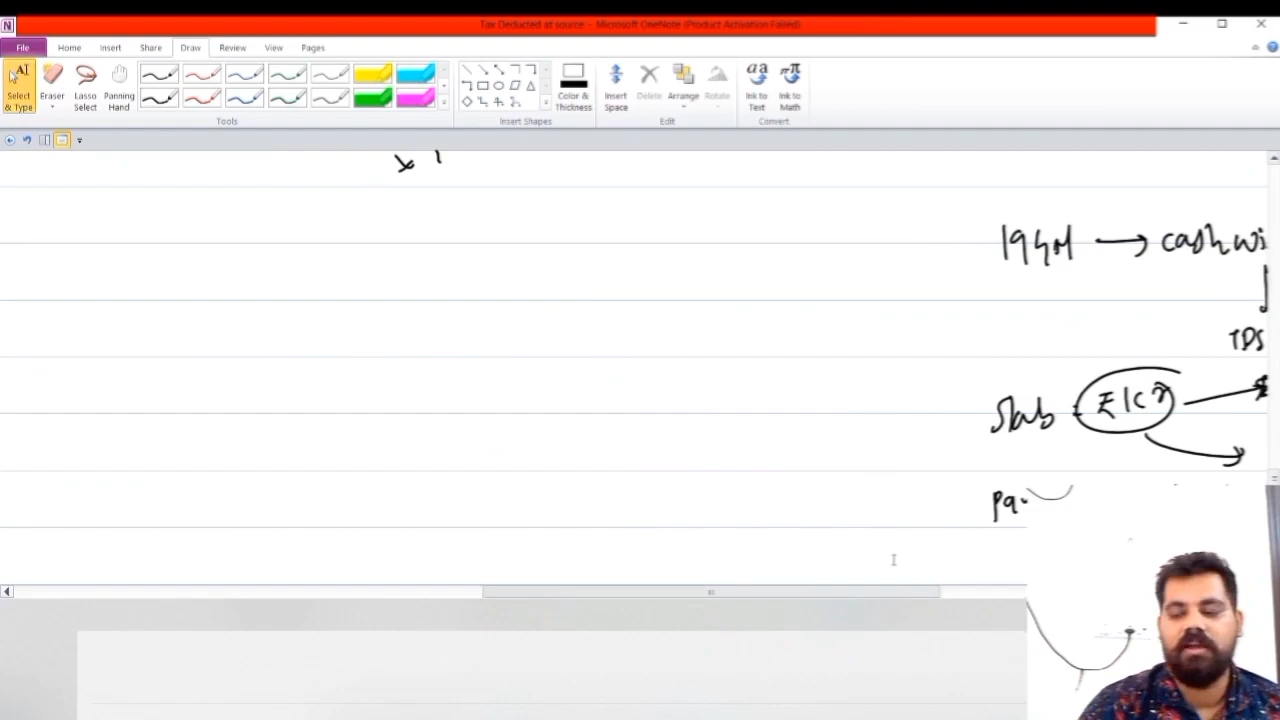 Tax Deducted at source - Microsoft OneNote (Product Activation Failed)
File Home Insert Share Draw Review View Pages
Select & Type
Eraser
Lasso Select
Panning Hand
Color & Thickness
Insert Space
Delete
Arrange
Rotate
Ink to Text
Ink to Math
Tools
Insert Shapes
Edit
Convert
194M → cash wi
TDS
Slab